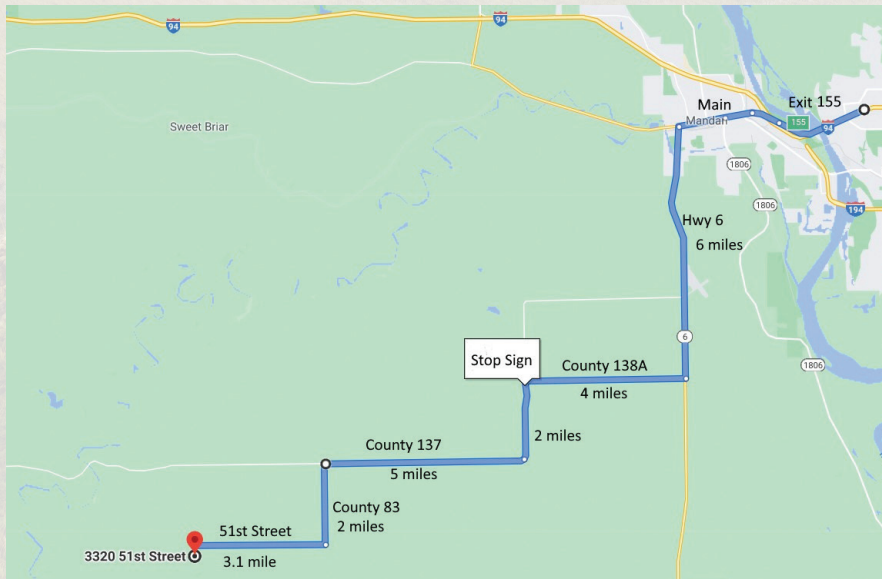 94
94
Main
Exit 155
Mandan
155
94
Sweet Briar
1806
1806
194
Hwy 6
6 miles
6
Stop Sign
County 138A
4 miles
1806
2 miles
County 137
5 miles
County 83
2 miles
51st Street
3320 51st Street
3.1 mile